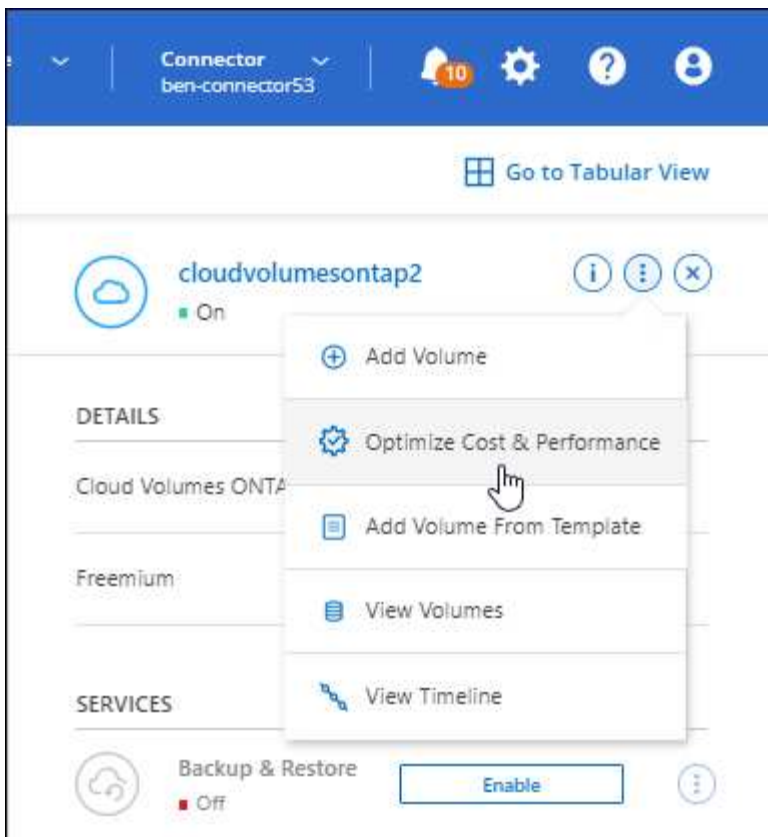 Connector
ben-connector53
10
Go to Tabular View
cloudvolumesontap2
On
Add Volume
DETAILS
Optimize Cost & Performance
Cloud Volumes ONTA
Add Volume From Template
Freemium
View Volumes
View Timeline
SERVICES
Backup & Restore
Enable
Off